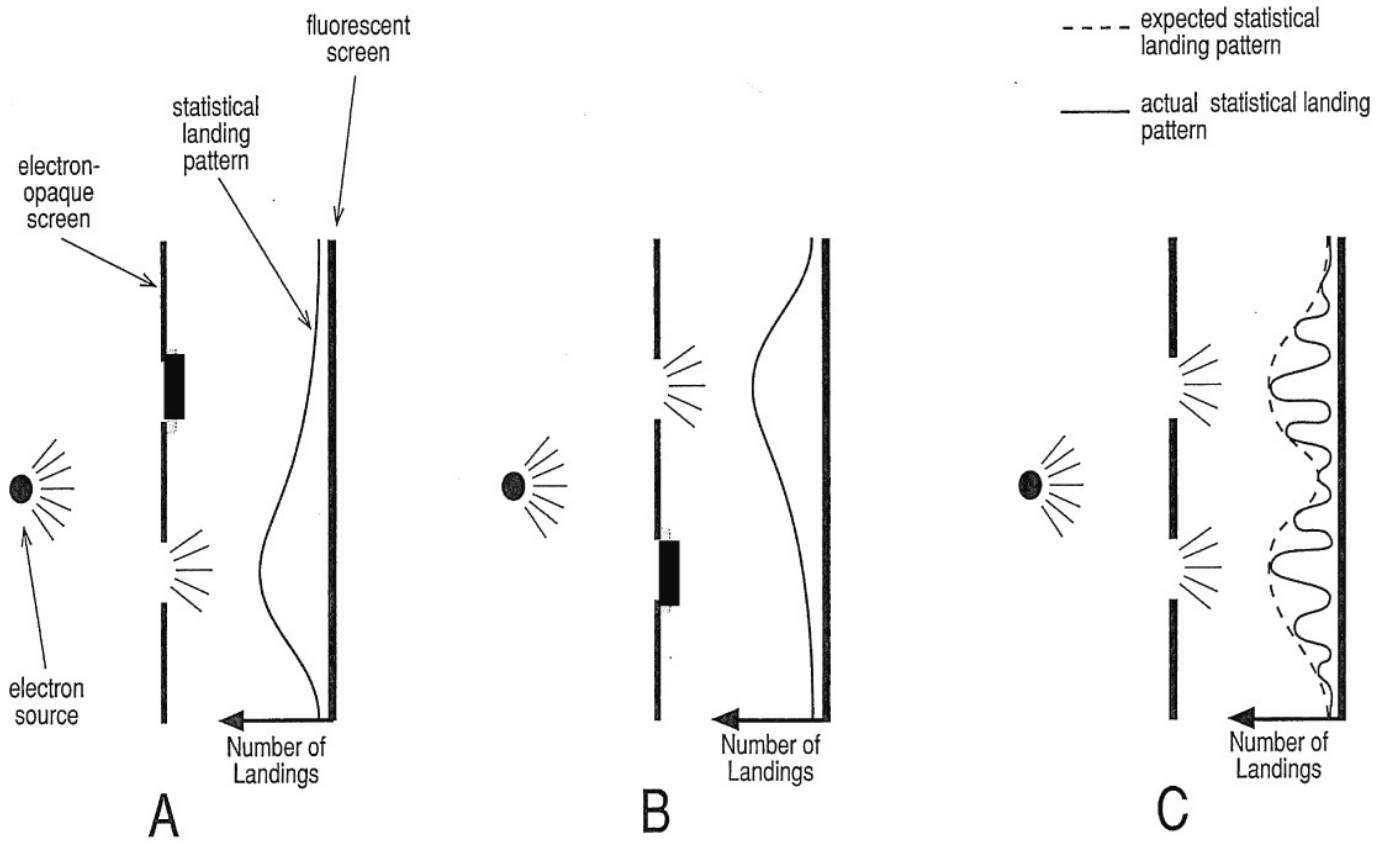 fluorescent
screen
statistical
landing
pattern
electron-
opaque
screen
electron
source
Number of
Landings
A
Number of
Landings
B
expected statistical
landing pattern
actual statistical landing
pattern
Number of
Landings
C